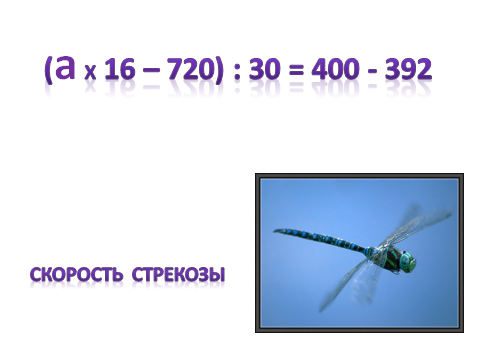 (а х 16 – 720) : 30 = 400 - 392
СКОРОСТЬ СТРЕКОЗЫ